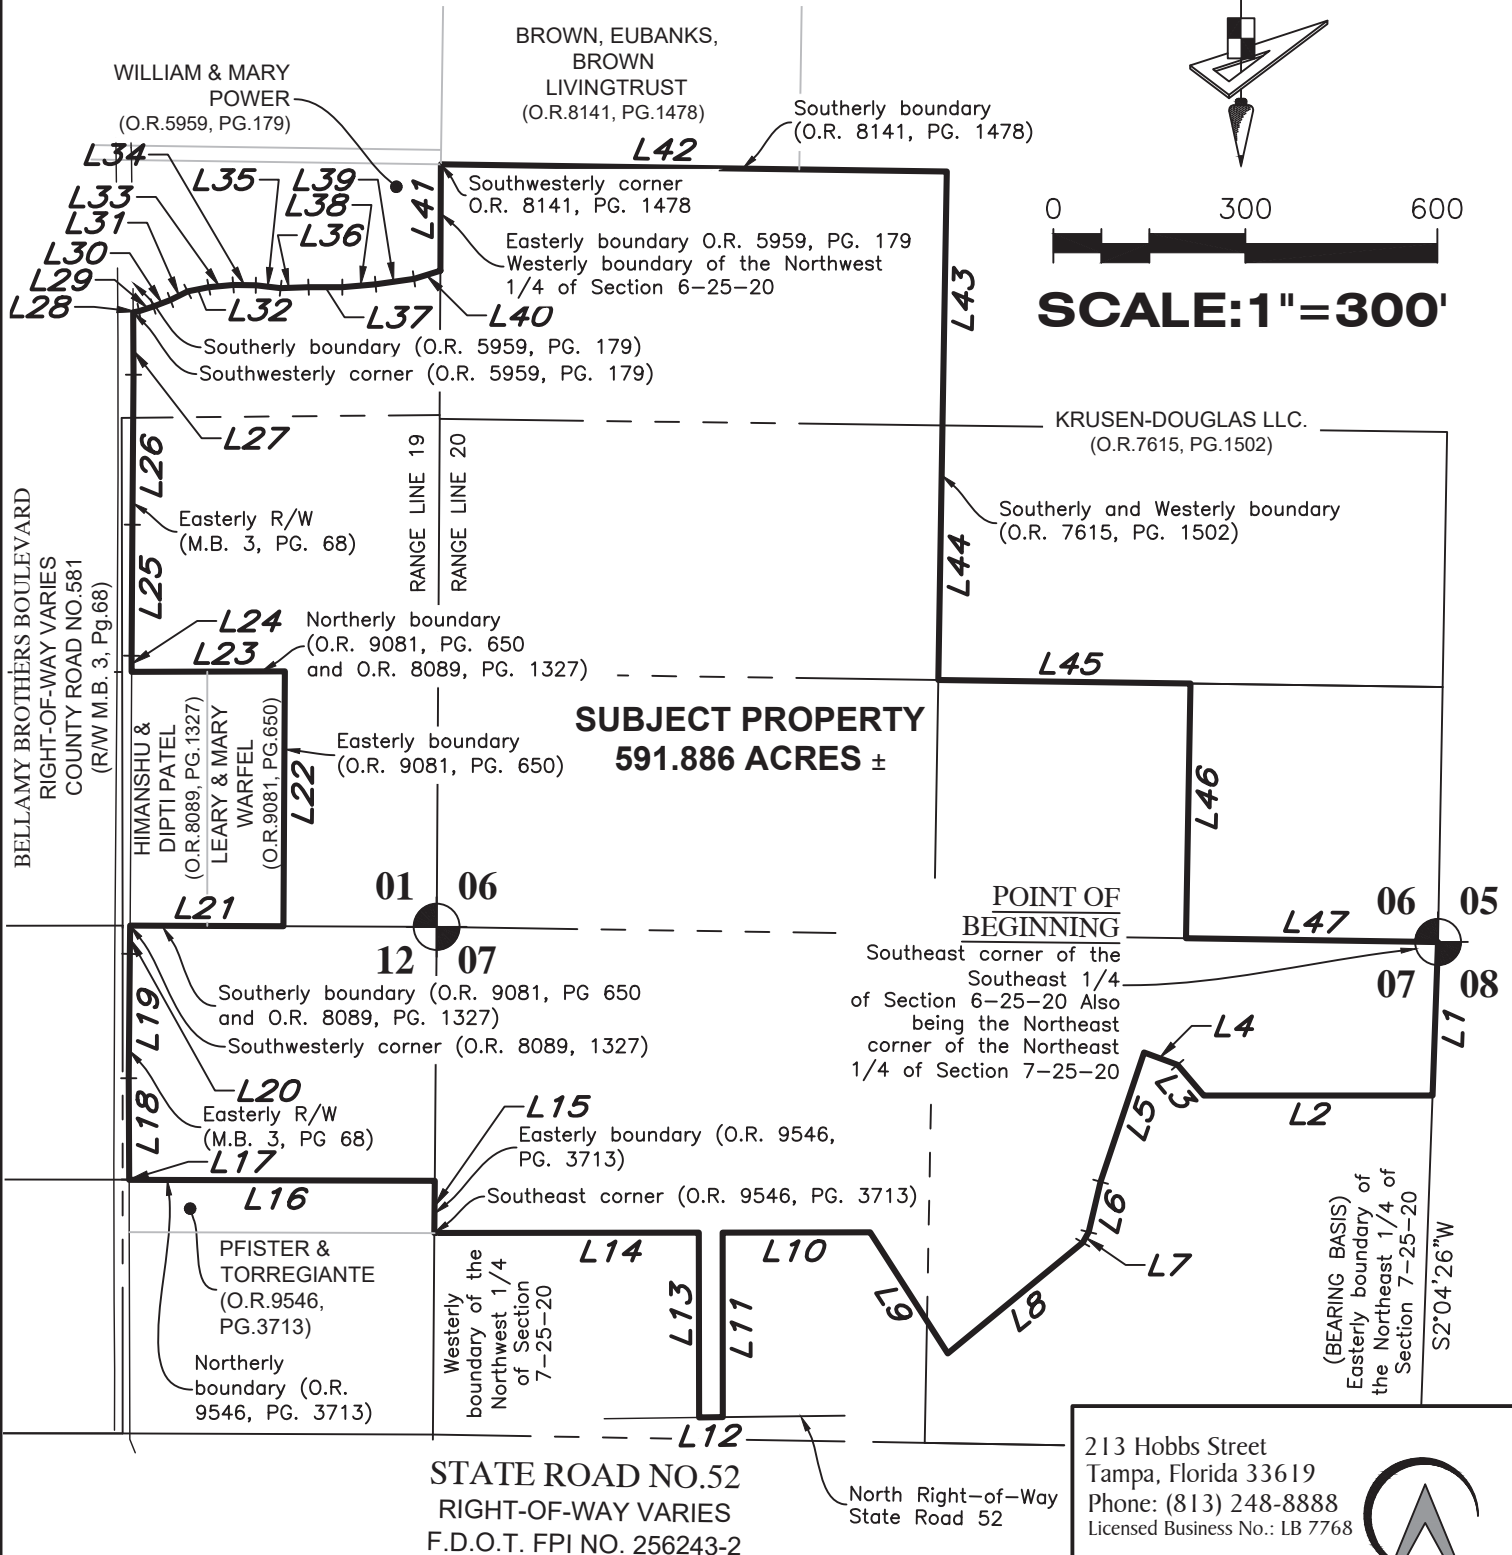 BROWN, EUBANKS,
BROWN
LIVINGTRUST
(O.R.8141, PG.1478)
WILLIAM & MARY
POWER
(O.R.5959, PG.179)
Southerly boundary
(O.R. 8141, PG. 1478)
0 300 600
SCALE:1"=300'
L42
L34
L35
L39
L38
L33
L36
L31
L30
L29
L28
L32
L37
L40
L41
Southwesterly corner
O.R. 8141, PG. 1478
Easterly boundary O.R. 5959, PG. 179
Westerly boundary of the Northwest
1/4 of Section 6-25-20
L43
Southerly boundary (O.R. 5959, PG. 179)
Southwesterly corner (O.R. 5959, PG. 179)
KRUSEN-DOUGLAS LLC.
(O.R.7615, PG.1502)
L27
L26
RANGE LINE 19
RANGE LINE 20
Easterly R/W
(M.B. 3, PG. 68)
L25
Southerly and Westerly boundary
(O.R. 7615, PG. 1502)
L44
BELLAMY BROTHERS BOULEVARD
RIGHT-OF-WAY VARIES
COUNTY ROAD NO.581
(R/W M.B. 3, Pg.68)
L24
L23
Northerly boundary
(O.R. 9081, PG. 650
and O.R. 8089, PG. 1327)
L45
SUBJECT PROPERTY
591.886 ACRES ±
HIMANSHU &
DIPTI PATEL
(O.R.8089, PG.1327)
LEARY & MARY
WARFEL
(O.R.9081, PG.650)
Easterly boundary
(O.R. 9081, PG. 650)
L22
L46
L21
01 06
12 07
POINT OF
BEGINNING
Southeast corner of the
Southeast 1/4
of Section 6-25-20 Also
being the Northeast
corner of the Northeast
1/4 of Section 7-25-20
L47
06 05
07 08
L1
L19
Southerly boundary (O.R. 9081, PG 650
and O.R. 8089, PG. 1327)
Southwesterly corner (O.R. 8089, 1327)
L20
L18
Easterly R/W
(M.B. 3, PG 68)
L17
L16
L4
L3
L2
L5
L6
L7
L15
Easterly boundary (O.R. 9546,
PG. 3713)
Southeast corner (O.R. 9546, PG. 3713)
L14
L10
L13
L11
L9
L8
L12
PFISTER &
TORREGIANTE
(O.R.9546,
PG.3713)
Northerly
boundary (O.R.
9546, PG. 3713)
Westerly
boundary of the
Northwest 1/4
of Section
7-25-20
(BEARING BASIS)
Easterly boundary of
the Northeast 1/4 of
Section 7-25-20
S2°04'26"W
STATE ROAD NO.52
RIGHT-OF-WAY VARIES
F.D.O.T. FPI NO. 256243-2
North Right-of-Way
State Road 52
213 Hobbs Street
Tampa, Florida 33619
Phone: (813) 248-8888
Licensed Business No.: LB 7768